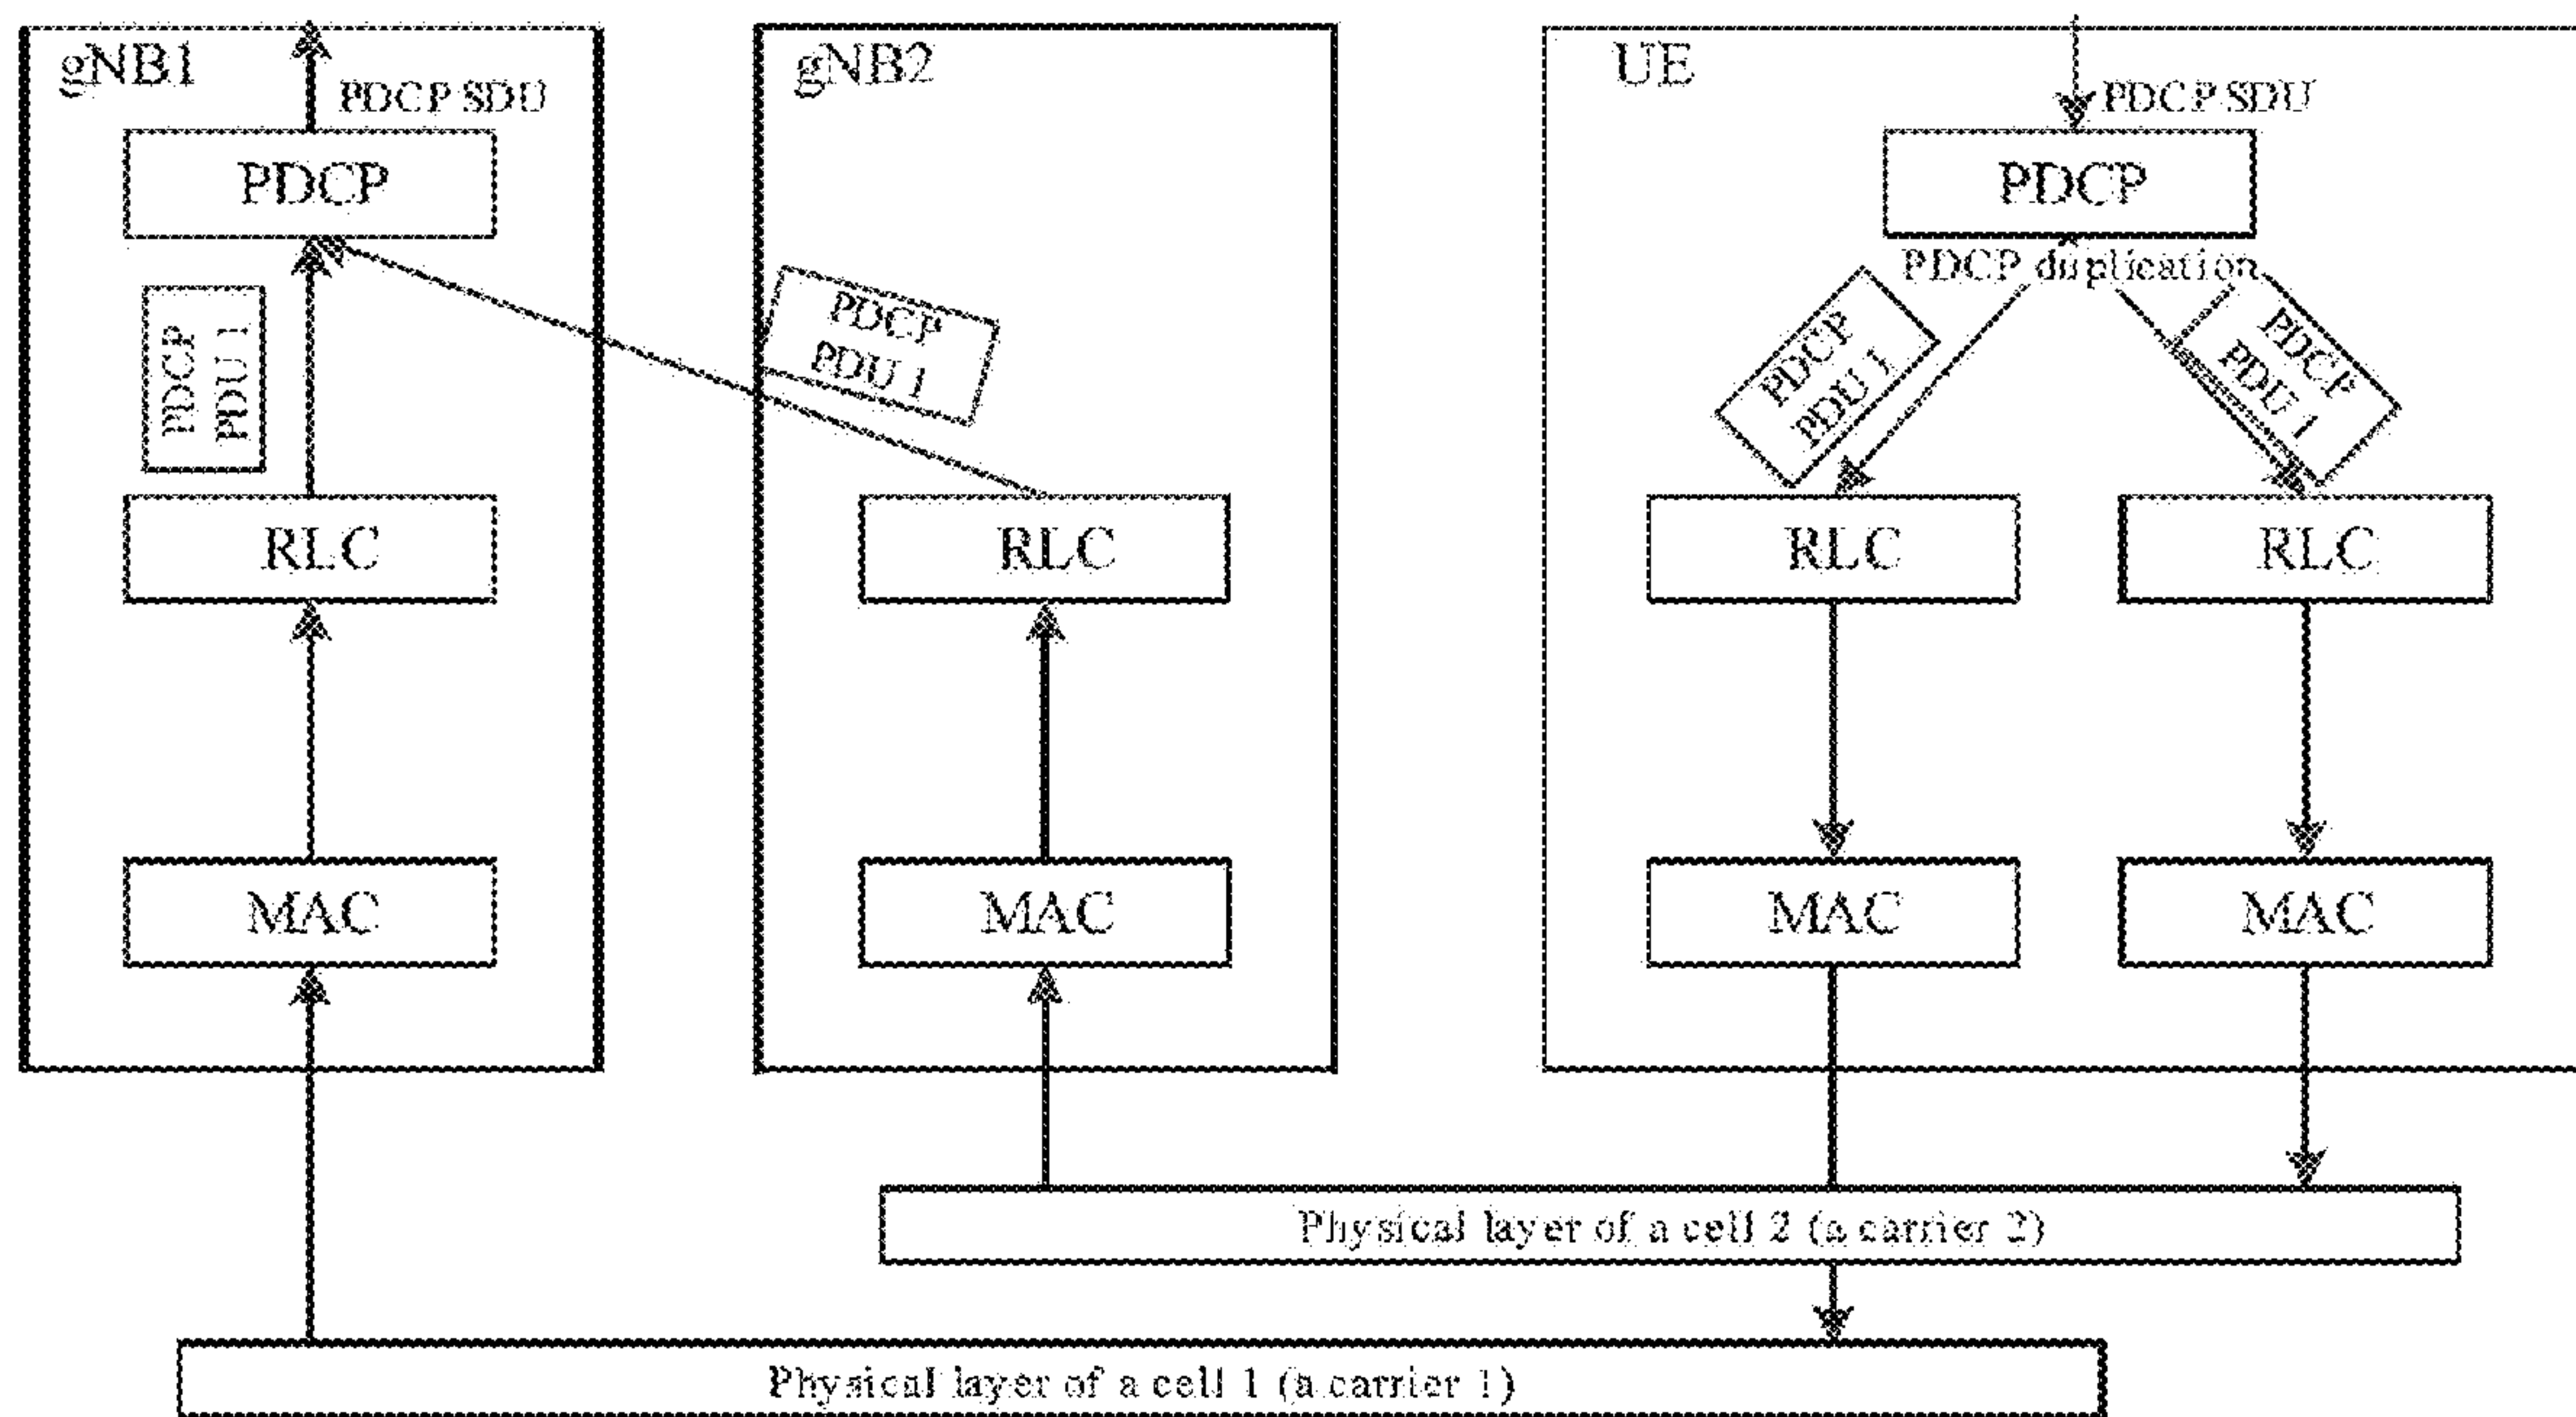 gNB1
PDCP SDU
PDCP
PDCP
PDU 1
RLC
MAC
gNB2
PDCP
PDU 1
RLC
MAC
UE
PDCP SDU
PDCP
PDCP duplication
PDCP
PDU 1
PDCP
PDU 1
RLC
RLC
MAC
MAC
Physical layer of a cell 2 (a carrier 2)
Physical layer of a cell 1 (a carrier 1)